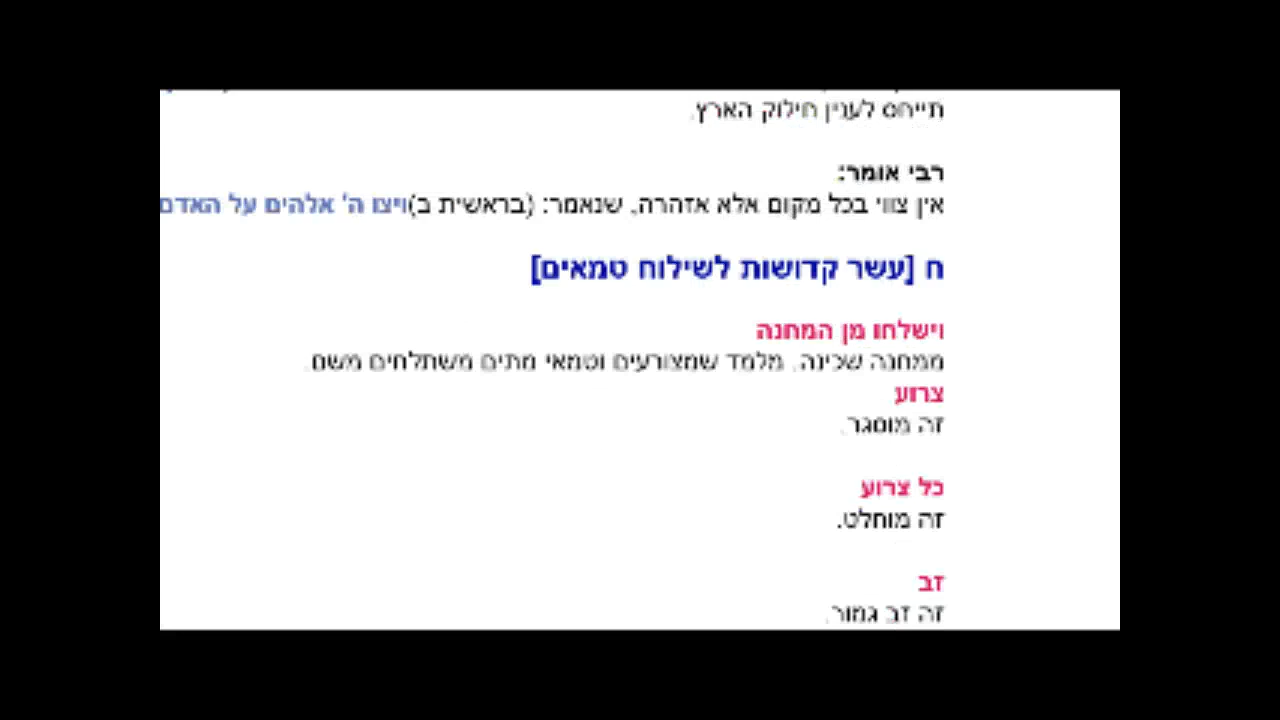 תייחס לענין חילוק הארץ.
רבי אומר:
אין צווי בכל מקום אלא אזהרה, שנאמר: (בראשית ב)ויצו ה' אלהים על האדם
ח [עשר קדושות לשילוח טמאים]
וישלחו מן המחנה
ממחנה שכינה. מלמד שמצורעים וטמאי מתים משתלחים משם.
צרוע
זה מוסגר.
כל צרוע
זה מוחלט.
זב
זה זב גמור.